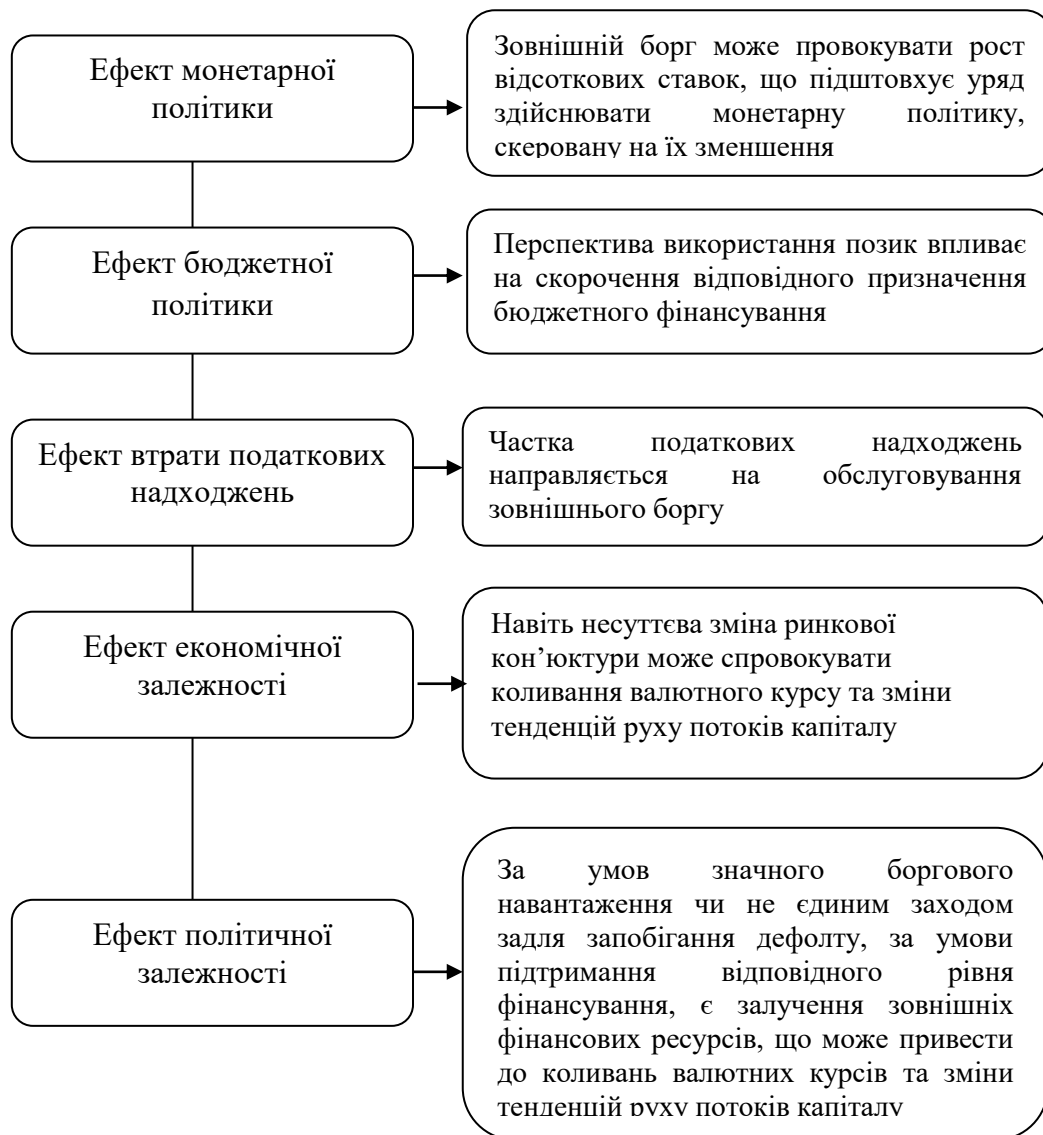 Ефект монетарної
політики
Зовнішній борг може провокувати рост
відсоткових ставок, що підштовхує уряд
здійснювати монетарну політику,
скеровану на їх зменшення
Ефект бюджетної
політики
Перспектива використання позик впливає
на скорочення відповідного призначення
бюджетного фінансування
Ефект втрати податкових
надходжень
Частка податкових надходжень
направляється на обслуговування
зовнішнього боргу
Ефект економічної
залежності
Навіть несуттєва зміна ринкової
кон’юктури може спровокувати
коливання валютного курсу та зміни
тенденцій руху потоків капіталу
Ефект політичної
залежності
За умов значного боргового
навантаження чи не єдиним заходом
задля запобігання дефолту, за умови
підтримання відповідного рівня
фінансування, є залучення зовнішніх
фінансових ресурсів, що може привести
до коливань валютних курсів та зміни
тенденцій руху потоків капіталу